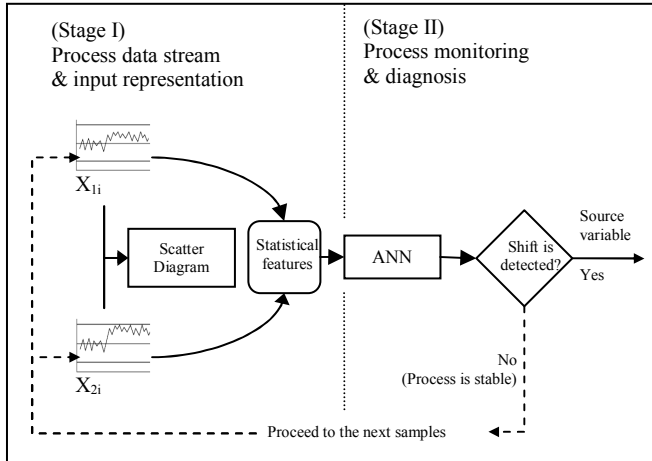 (Stage I)
Process data stream
& input representation
(Stage II)
Process monitoring
& diagnosis
X1i
Scatter
Diagram
Statistical
features
ANN
Shift is
detected?
Source
variable
Yes
X2i
No
(Process is stable)
Proceed to the next samples